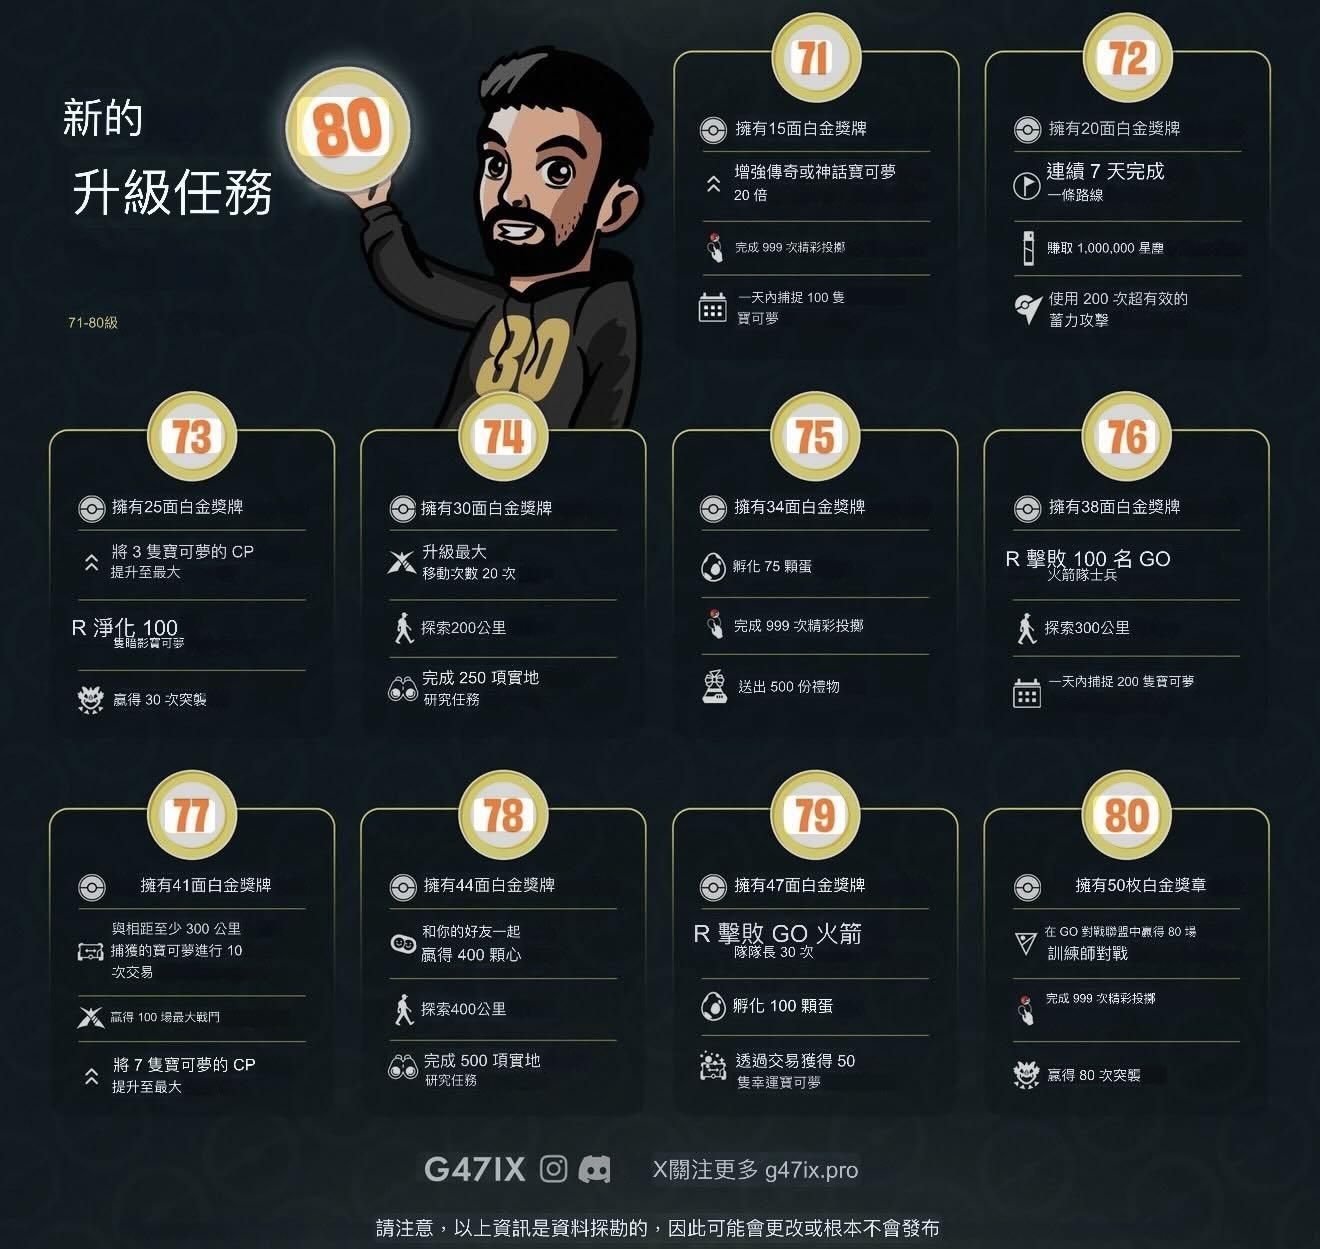 新的
升級任務
80
71-80級
80
71
擁有15面白金獎牌
增強傳奇或神話寶可夢
20 倍
完成 999 次精彩投擲
一天內捕捉 100 隻
寶可夢
72
擁有20面白金獎牌
連續 7 天完成
一條路線
賺取 1,000,000 星塵
使用 200 次超有效的
蓄力攻擊
73
擁有25面白金獎牌
將 3 隻寶可夢的 CP
提升至最大
R 淨化 100
隻暗影寶可夢
贏得 30 次突襲
74
擁有30面白金獎牌
升級最大
移動次數 20 次
探索200公里
完成 250 項實地
研究任務
75
擁有34面白金獎牌
孵化 75 顆蛋
完成 999 次精彩投擲
送出 500 份禮物
76
擁有38面白金獎牌
R 擊敗 100 名 GO
火箭隊士兵
探索300公里
一天內捕捉 200 隻寶可夢
77
擁有41面白金獎牌
與相距至少 300 公里
捕獲的寶可夢進行 10
次交易
贏得 100 場最大戰鬥
將 7 隻寶可夢的 CP
提升至最大
78
擁有44面白金獎牌
和你的好友一起
贏得 400 顆心
探索400公里
完成 500 項實地
研究任務
79
擁有47面白金獎牌
R 擊敗 GO 火箭
隊隊長 30 次
孵化 100 顆蛋
透過交易獲得 50
隻幸運寶可夢
80
擁有50枚白金獎章
在 GO 對戰聯盟中贏得 80 場
訓練師對戰
完成 999 次精彩投擲
贏得 80 次突襲
G47IX
X關注更多 g47ix.pro
請注意，以上資訊是資料探勘的，因此可能會更改或根本不會發布